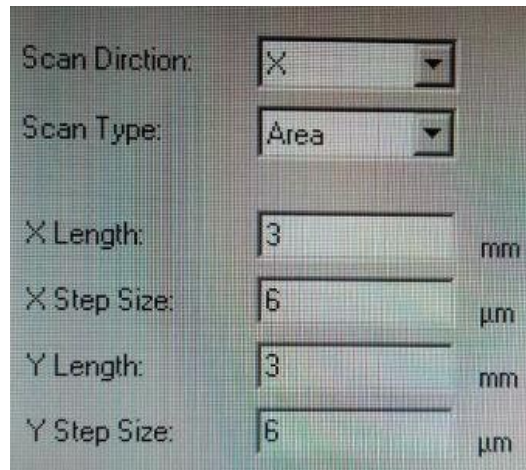 Scan Dirction: X
Scan Type: Area
X Length: 3 mm
X Step Size: 6 µm
Y Length: 3 mm
Y Step Size: 6 µm